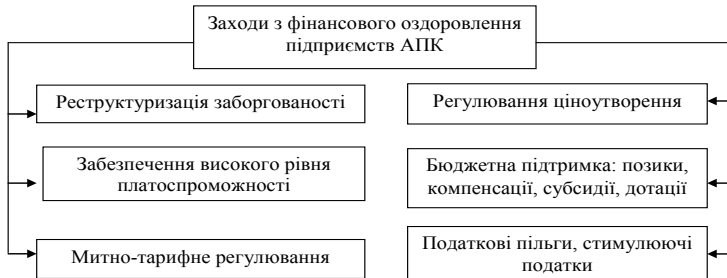 Заходи з фінансового оздоровлення
підприємств АПК
Реструктуризація заборгованості
Регулювання ціноутворення
Забезпечення високого рівня
платоспроможності
Бюджетна підтримка: позики,
компенсації, субсидії, дотації
Митно-тарифне регулювання
Податкові пільги, стимулюючі
податки